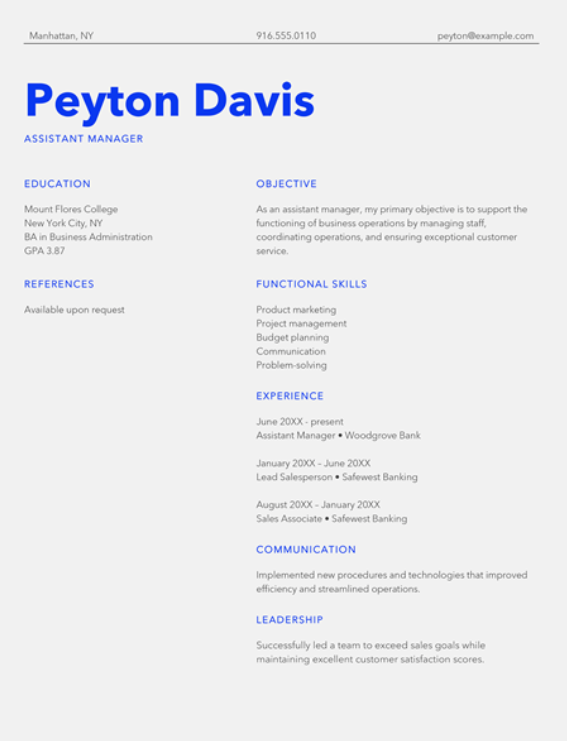 Manhattan, NY
916.555.0110
peyton@example.com
Peyton Davis
ASSISTANT MANAGER
EDUCATION
Mount Flores College
New York City, NY
BA in Business Administration
GPA 3.87
REFERENCES
Available upon request
OBJECTIVE
As an assistant manager, my primary objective is to support the
functioning of business operations by managing staff,
coordinating operations, and ensuring exceptional customer
service.
FUNCTIONAL SKILLS
Product marketing
Project management
Budget planning
Communication
Problem-solving
EXPERIENCE
June 20XX - present
Assistant Manager • Woodgrove Bank
January 20XX – June 20XX
Lead Salesperson • Safewest Banking
August 20XX – January 20XX
Sales Associate • Safewest Banking
COMMUNICATION
Implemented new procedures and technologies that improved
efficiency and streamlined operations.
LEADERSHIP
Successfully led a team to exceed sales goals while
maintaining excellent customer satisfaction scores.